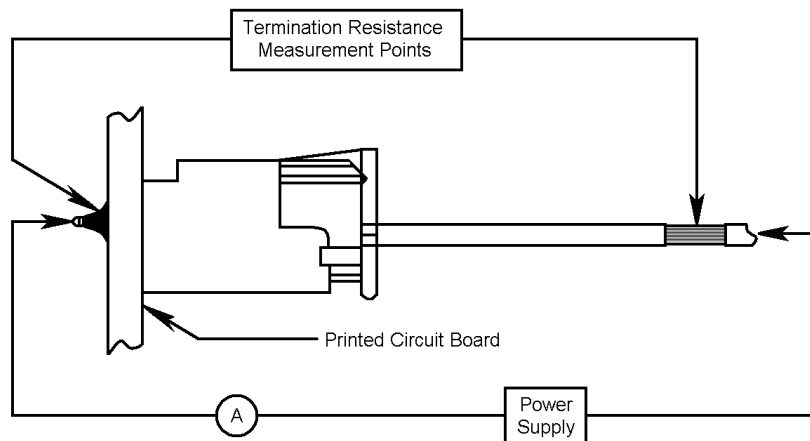 Termination Resistance
Measurement Points
Printed Circuit Board
A
Power
Supply